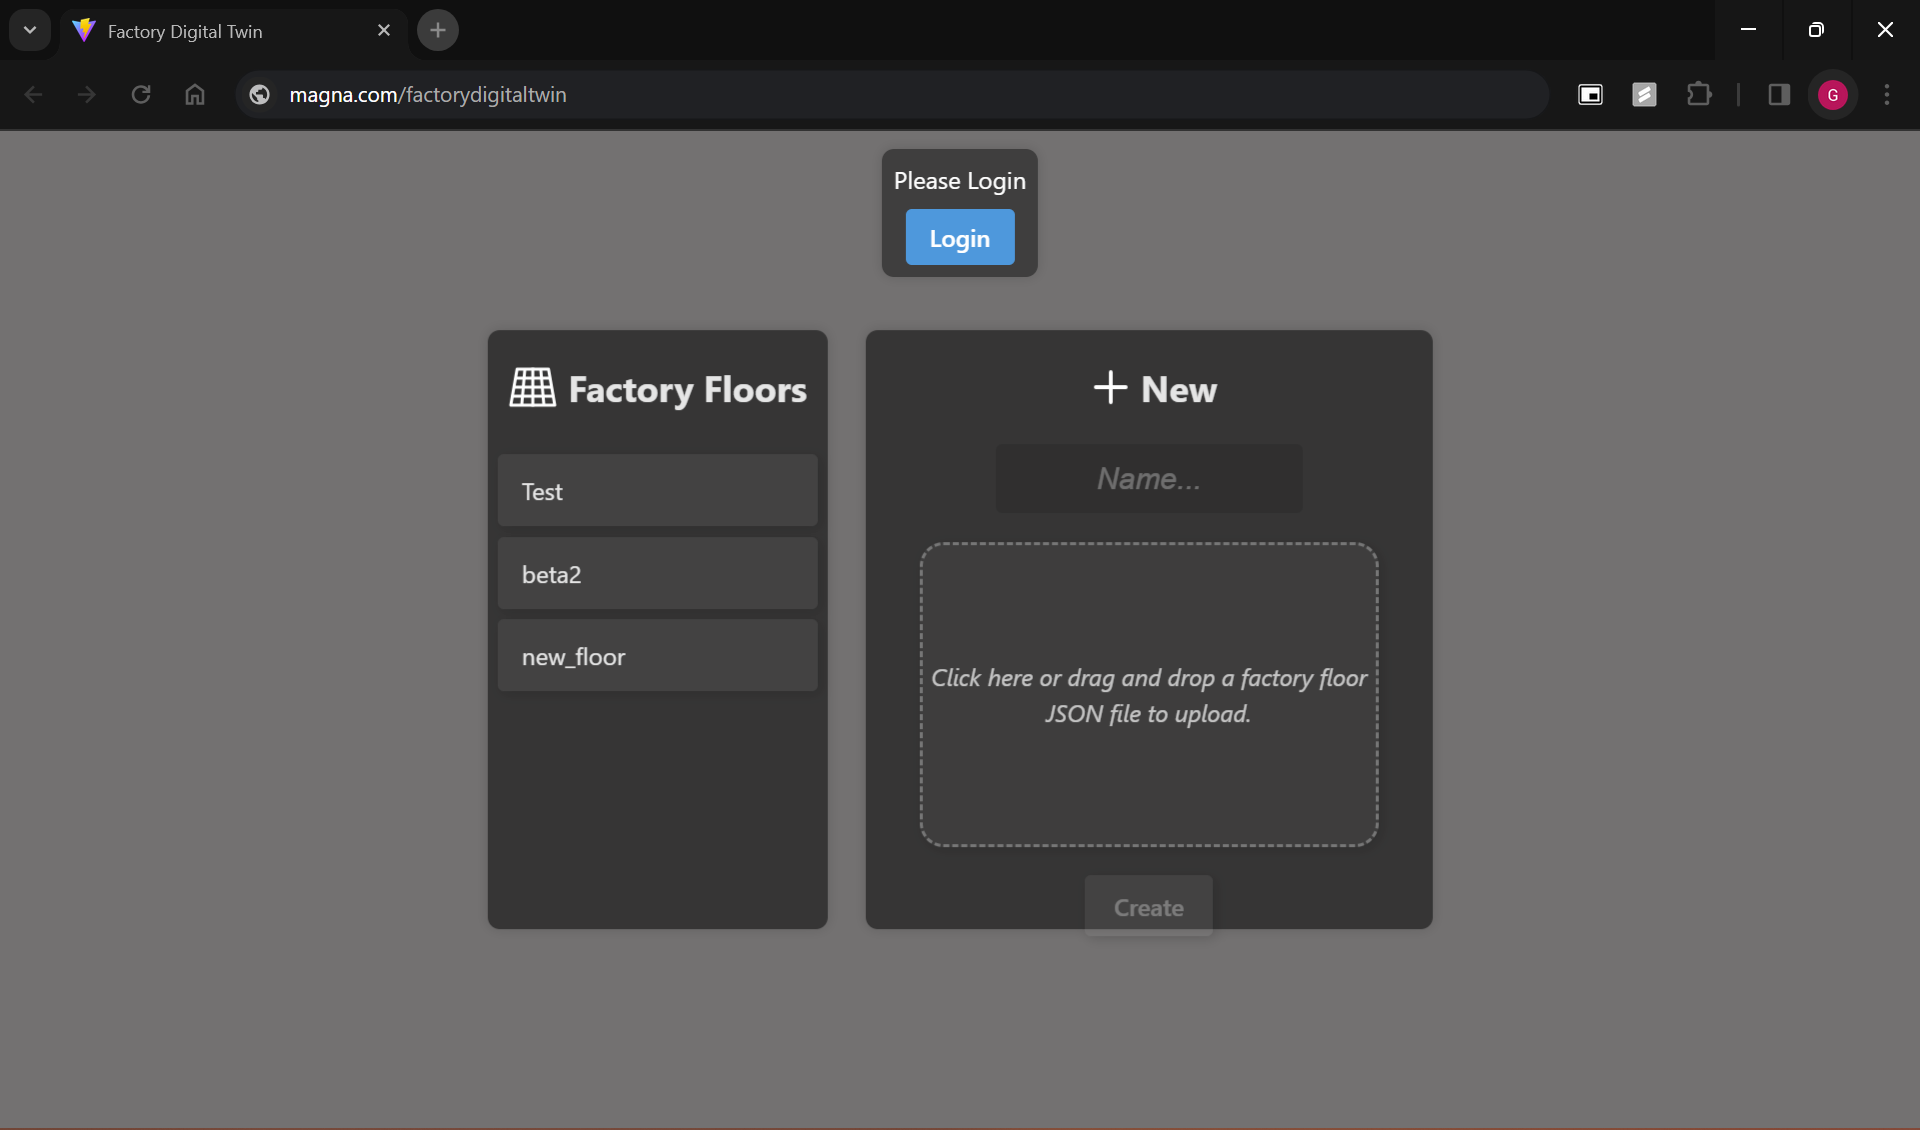 Factory Digital Twin
magna.com/factorydigitaltwin
G
Please Login
Login
Factory Floors
Test
beta2
new_floor
New
Name...
Click here or drag and drop a factory floor
JSON file to upload.
Create